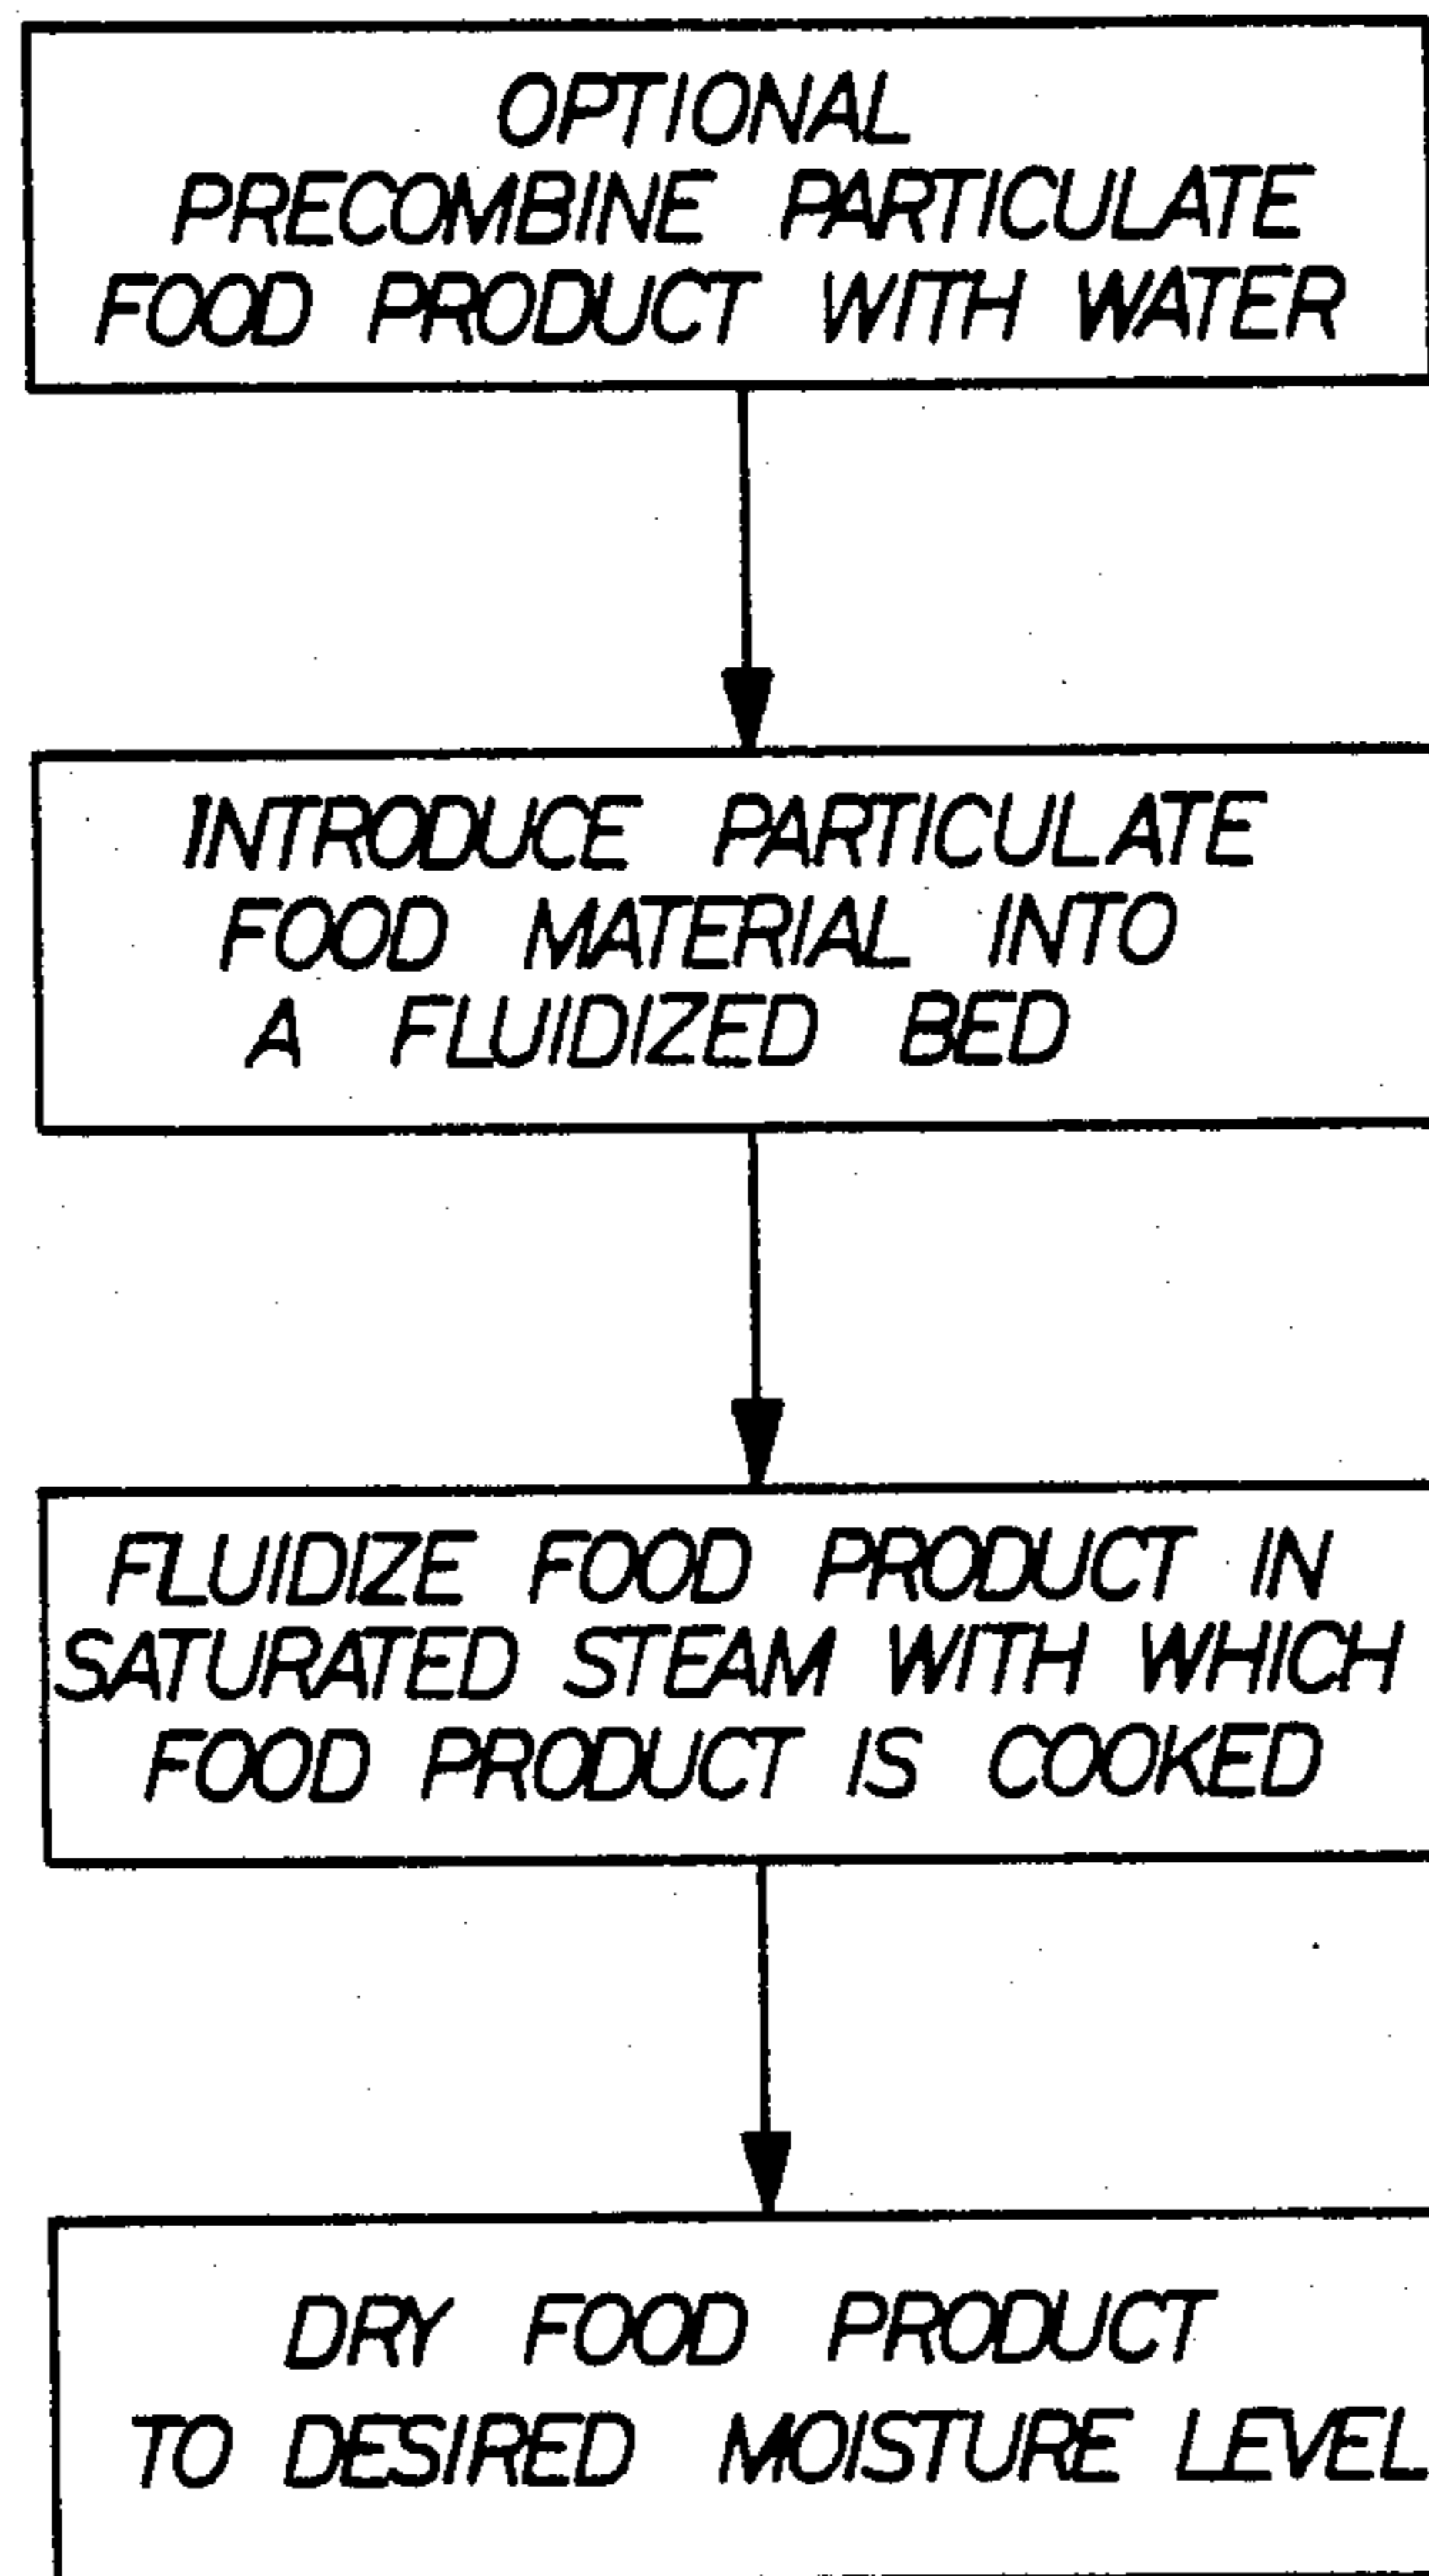 OPTIONAL
PRECOMBINE PARTICULATE
FOOD PRODUCT WITH WATER
INTRODUCE PARTICULATE
FOOD MATERIAL INTO
A FLUIDIZED BED
FLUIDIZE FOOD PRODUCT IN
SATURATED STEAM WITH WHICH
FOOD PRODUCT IS COOKED
DRY FOOD PRODUCT
TO DESIRED MOISTURE LEVEL